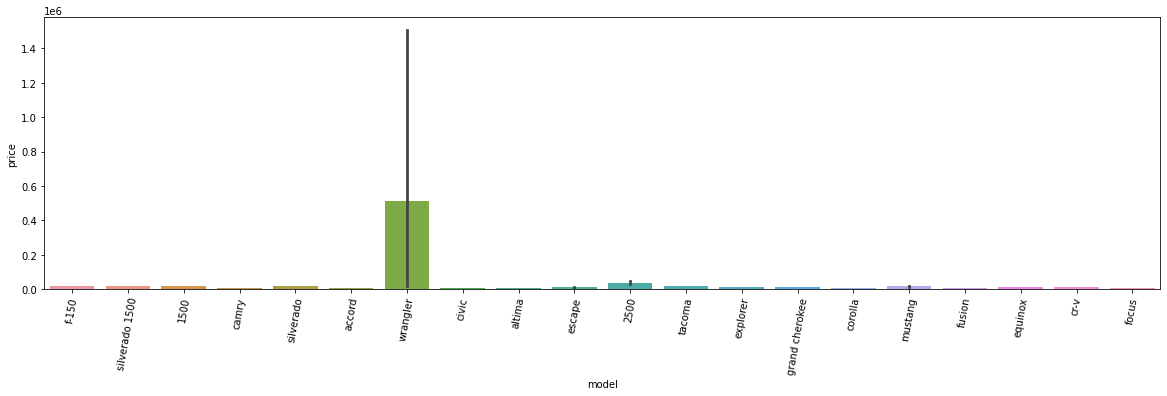 1e6
1.4
1.2
1.0
0.8
0.6
0.4
0.2
0.0
price
f-150
silverado 1500
1500
camry
silverado
accord
wrangler
civic
altima
escape
2500
tacoma
explorer
grand cherokee
corolla
mustang
fusion
equinox
cr-v
focus
model